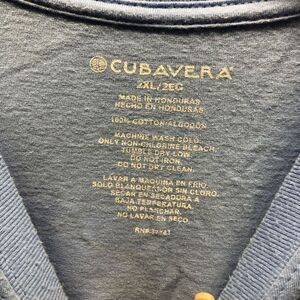 CUBAVERA
2XL/2EG
MADE IN HONDURAS
HECHO EN HONDURAS
100% COTTON/ALGODON
MACHINE WASH COLD.
ONLY NON-CHLORINE BLEACH.
TUMBLE DRY LOW.
DO NOT IRON.
DO NOT DRY CLEAN.
LAVAR A MAQUINA EN FRIO.
SOLO BLANQUEADOR SIN CLORO.
SECAR EN SECADORA A
BAJA TEMPERATURA.
NO PLANCHAR.
NO LAVAR EN SECO.
RN#